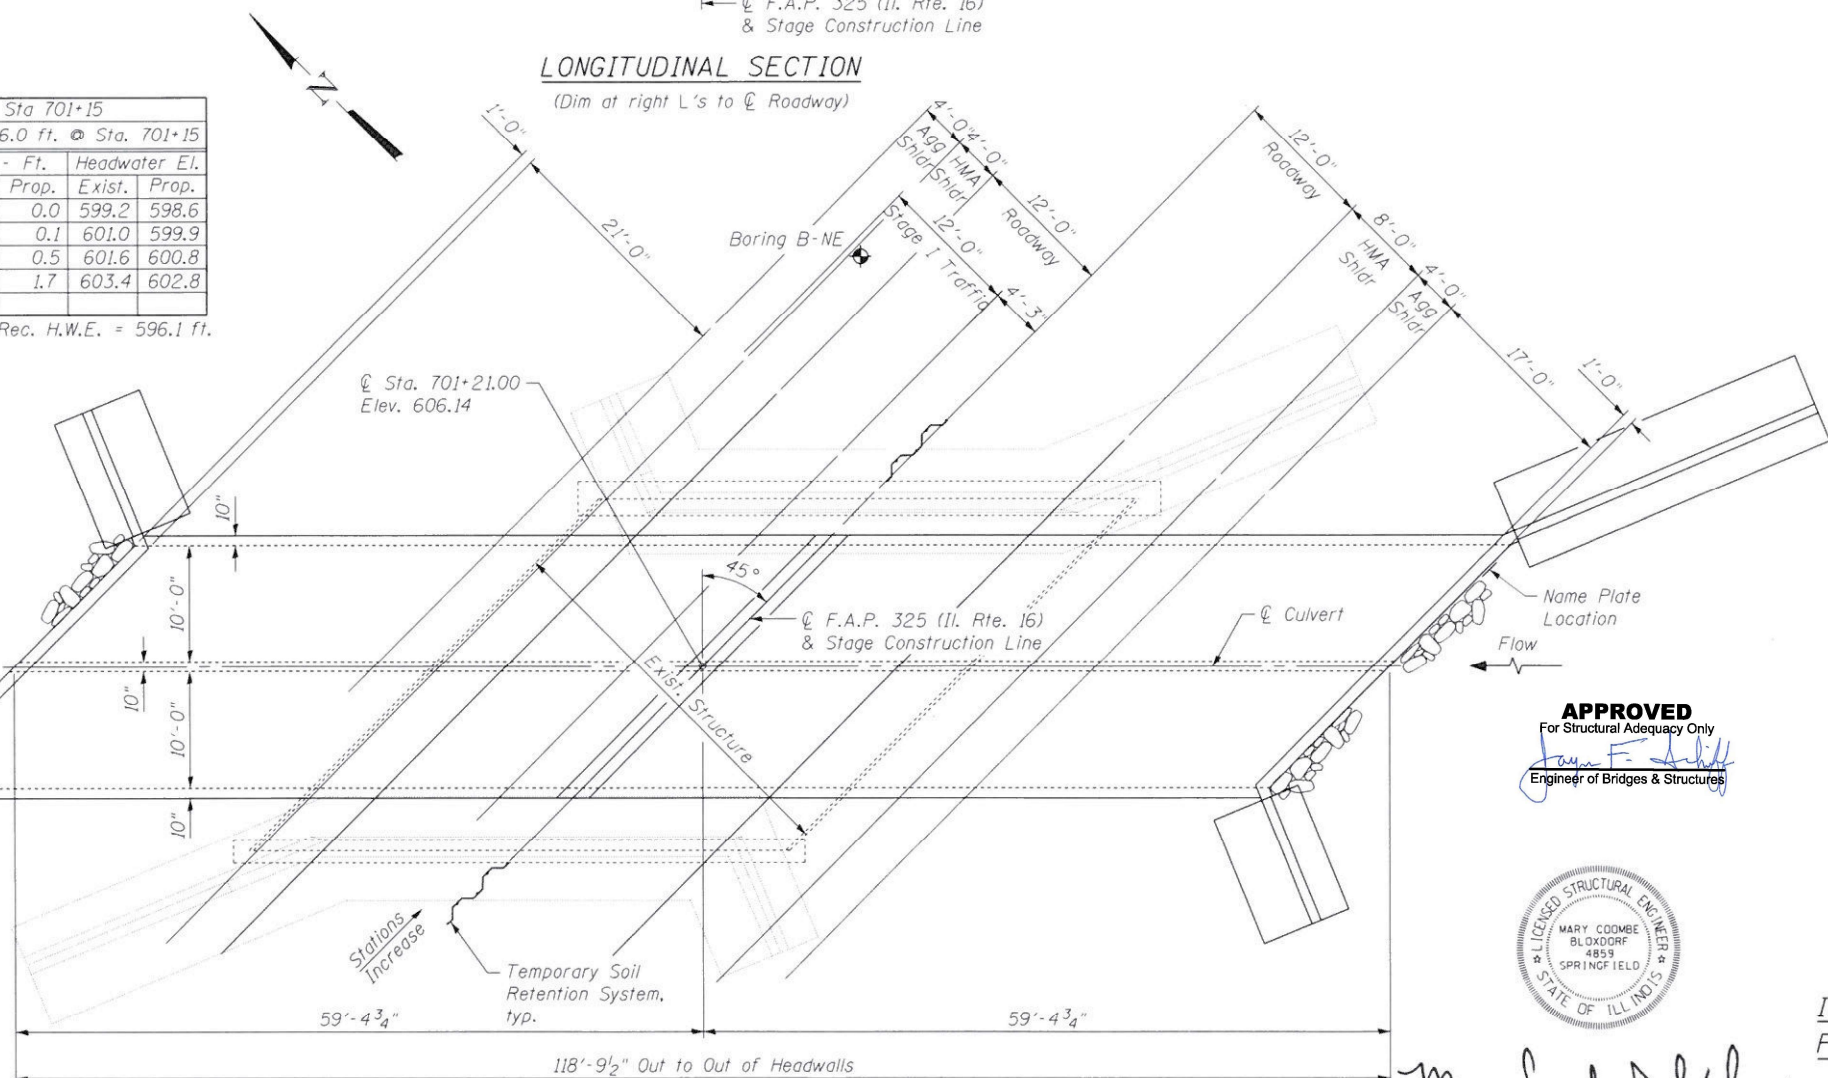 ℄ F.A.P. 325 (Il. Rte. 16)
& Stage Construction Line
LONGITUDINAL SECTION
(Dim at right L's to ℄ Roadway)
N
Sta 701+15
6.0 ft. @ Sta. 701+15
- Ft. Headwater El.
Prop. Exist. Prop.
0.0 599.2 598.6
0.1 601.0 599.9
0.5 601.6 600.8
1.7 603.4 602.8
Rec. H.W.E. = 596.1 ft.
1'-0"
21'-0"
4'-0"
Agg
Shldr
4'-0"
HMA
Shldr
12'-0"
Roadway
12'-0"
Stage I Traffic
4'-3"
Boring B-NE
12'-0"
Roadway
8'-0"
HMA
Shldr
4'-0"
Agg
Shldr
17'-0"
1'-0"
℄ Sta. 701+21.00
Elev. 606.14
10"
10'-0"
10"
10'-0"
10"
45°
℄ F.A.P. 325 (Il. Rte. 16)
& Stage Construction Line
Exist. Structure
℄ Culvert
Name Plate
Location
Flow
APPROVED
For Structural Adequacy Only
Engineer of Bridges & Structures
Stations
Increase
Temporary Soil
Retention System,
typ.
59'-4¾"
59'-4¾"
118'-9½" Out to Out of Headwalls
LICENSED STRUCTURAL ENGINEER
MARY COOMBE
BLOXDORF
4859
SPRINGFIELD
STATE OF ILLINOIS